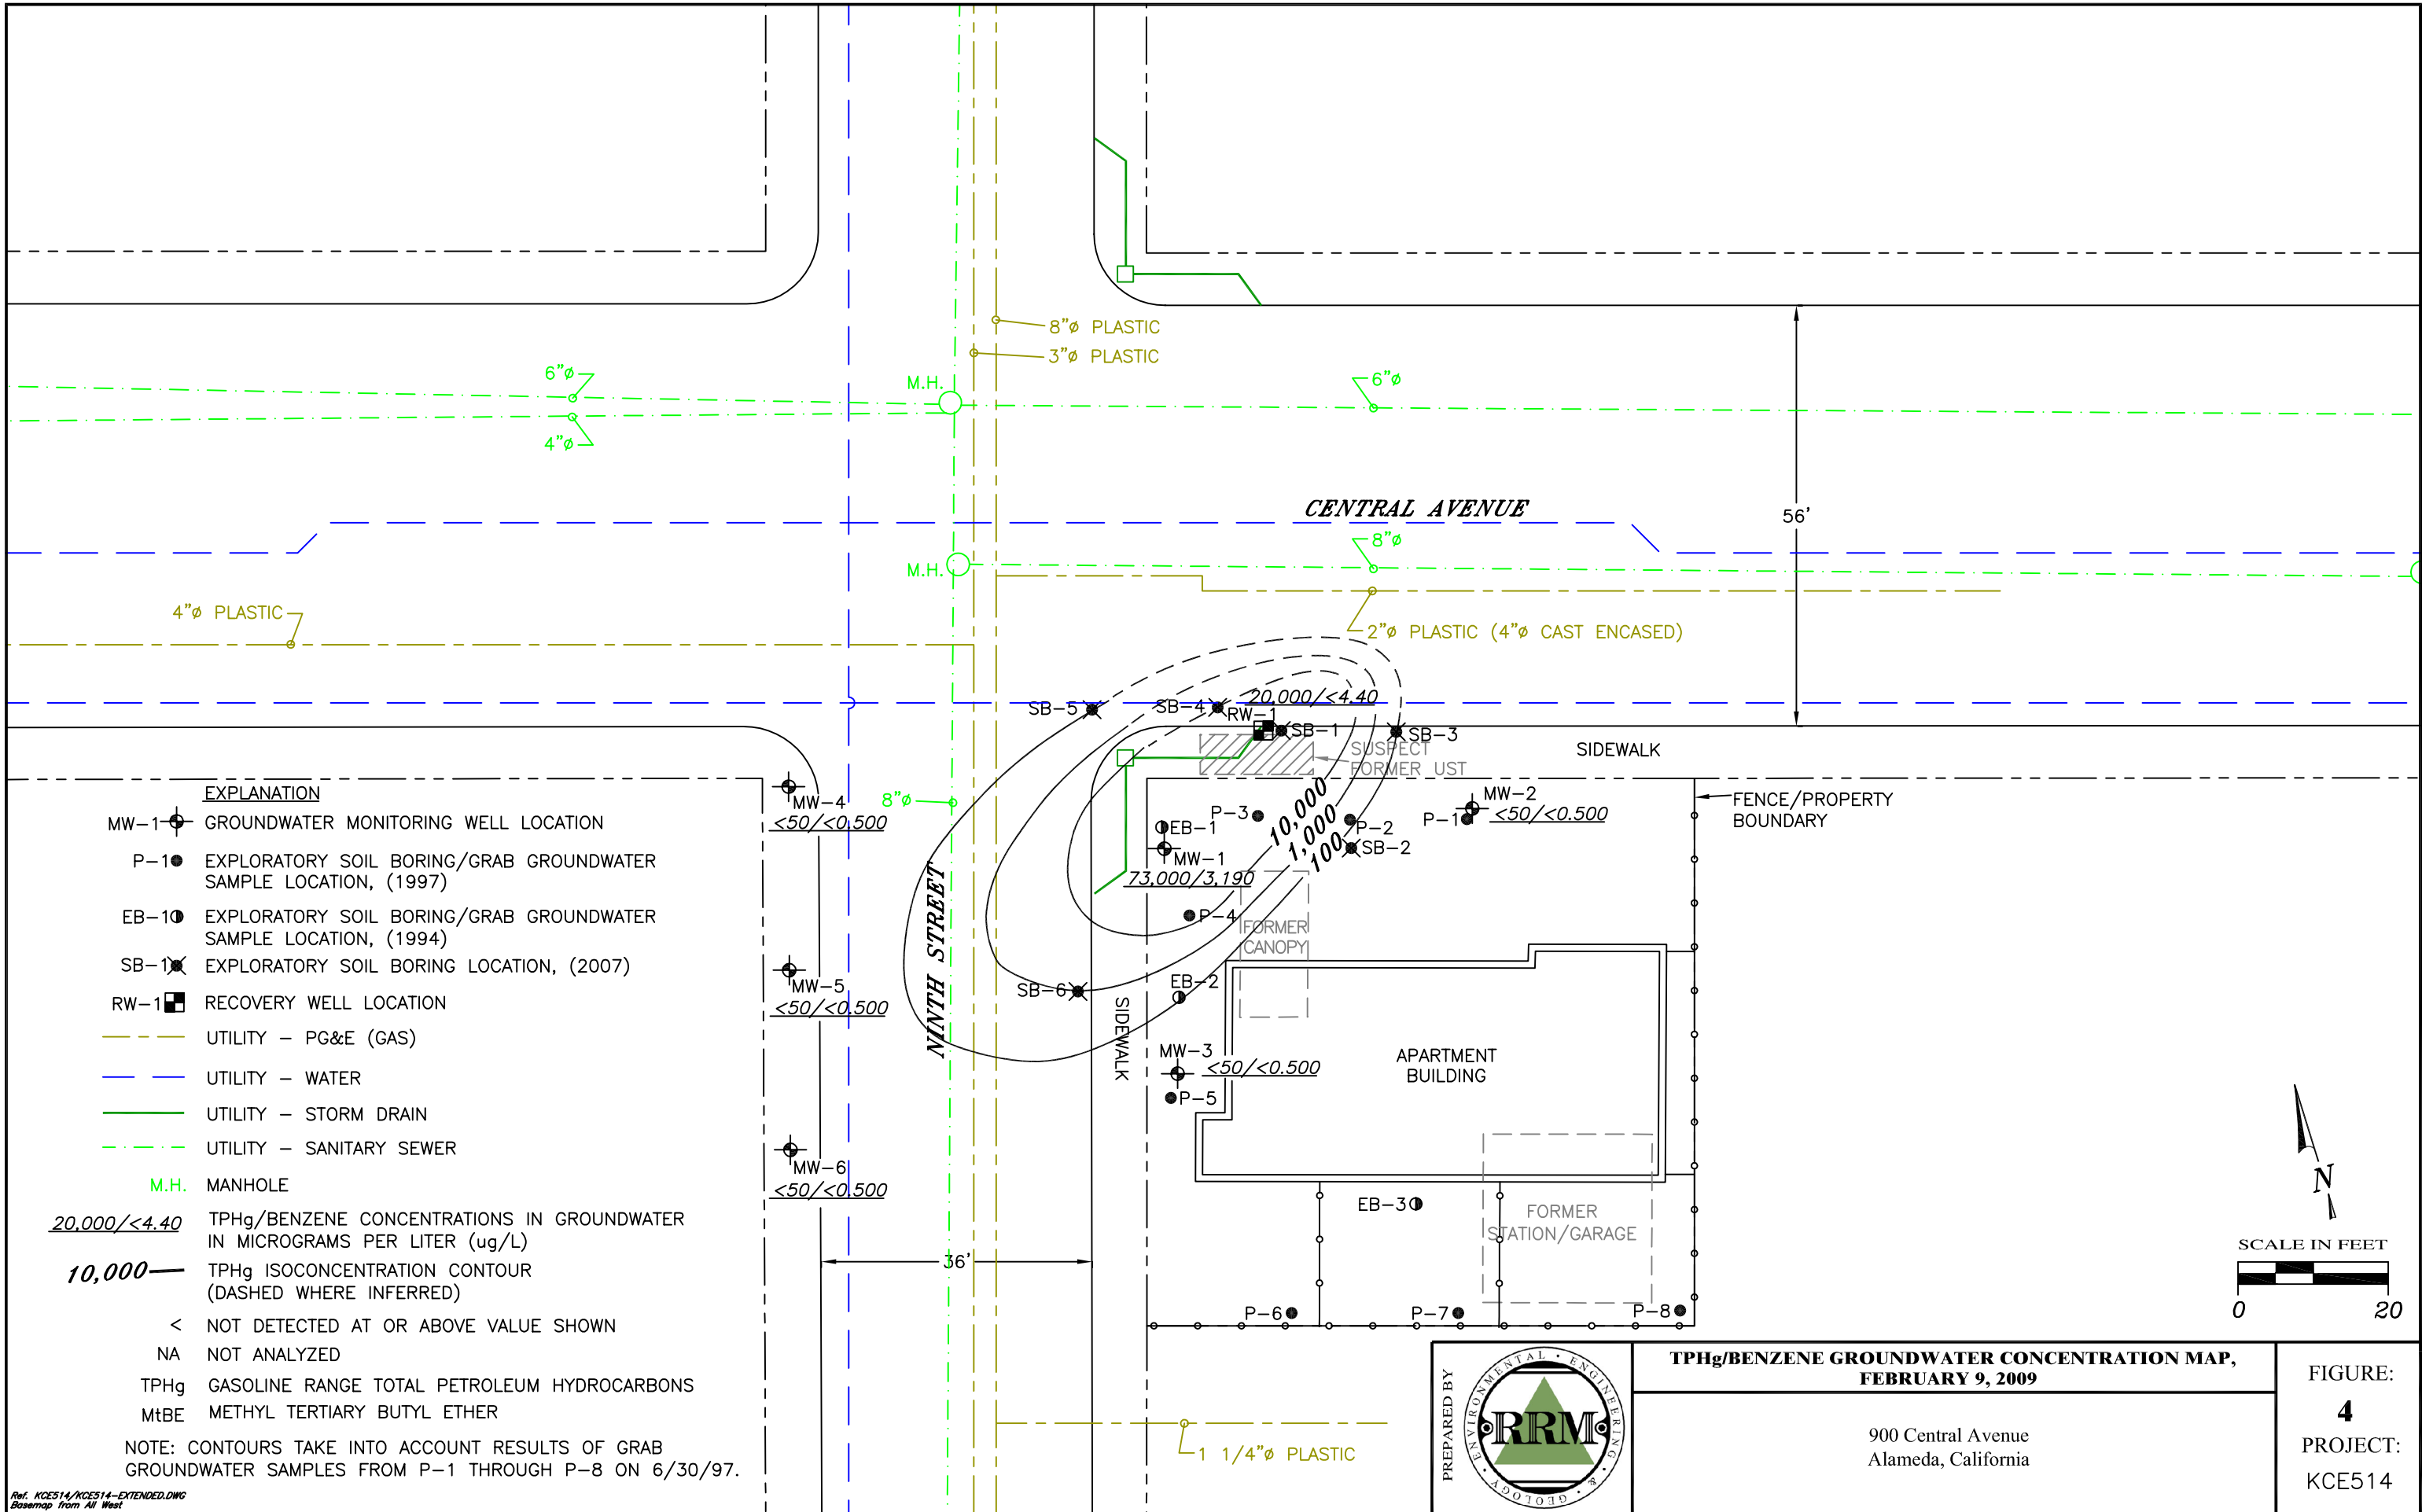 8"ø PLASTIC
3"ø PLASTIC
6"ø
M.H.
6"ø
4"ø
CENTRAL AVENUE
56'
8"ø
M.H.
4"ø PLASTIC
2"ø PLASTIC (4"ø CAST ENCASED)
SB-5
SB-4
20,000/<4.40
RW-1
SB-1
SB-3
SUSPECT
FORMER UST
SIDEWALK
MW-4
<50/<0.500
8"ø
P-3
EB-1
MW-1
73,000/3,190
P-4
10,000
1,000
100
P-2
SB-2
P-1
MW-2
<50/<0.500
FENCE/PROPERTY
BOUNDARY
NINTH STREET
FORMER
CANOPY
MW-5
<50/<0.500
SB-6
EB-2
SIDEWALK
MW-3
<50/<0.500
P-5
APARTMENT
BUILDING
MW-6
<50/<0.500
EB-3
FORMER
STATION/GARAGE
36'
P-6
P-7
P-8
1 1/4"ø PLASTIC
N
SCALE IN FEET
0 20
EXPLANATION
MW-1 GROUNDWATER MONITORING WELL LOCATION
P-1 EXPLORATORY SOIL BORING/GRAB GROUNDWATER
SAMPLE LOCATION, (1997)
EB-1 EXPLORATORY SOIL BORING/GRAB GROUNDWATER
SAMPLE LOCATION, (1994)
SB-1 EXPLORATORY SOIL BORING LOCATION, (2007)
RW-1 RECOVERY WELL LOCATION
UTILITY - PG&E (GAS)
UTILITY - WATER
UTILITY - STORM DRAIN
UTILITY - SANITARY SEWER
M.H. MANHOLE
20,000/<4.40 TPHg/BENZENE CONCENTRATIONS IN GROUNDWATER
IN MICROGRAMS PER LITER (ug/L)
10,000 TPHg ISOCONCENTRATION CONTOUR
(DASHED WHERE INFERRED)
< NOT DETECTED AT OR ABOVE VALUE SHOWN
NA NOT ANALYZED
TPHg GASOLINE RANGE TOTAL PETROLEUM HYDROCARBONS
MtBE METHYL TERTIARY BUTYL ETHER
NOTE: CONTOURS TAKE INTO ACCOUNT RESULTS OF GRAB
GROUNDWATER SAMPLES FROM P-1 THROUGH P-8 ON 6/30/97.
Ref. KCE514/KCE514-EXTENDED.DWG
Basemap from All West
PREPARED BY
ENVIRONMENTAL • ENGINEERING • & GEOLOGY •
RRM
TPHg/BENZENE GROUNDWATER CONCENTRATION MAP,
FEBRUARY 9, 2009
900 Central Avenue
Alameda, California
FIGURE:
4
PROJECT:
KCE514